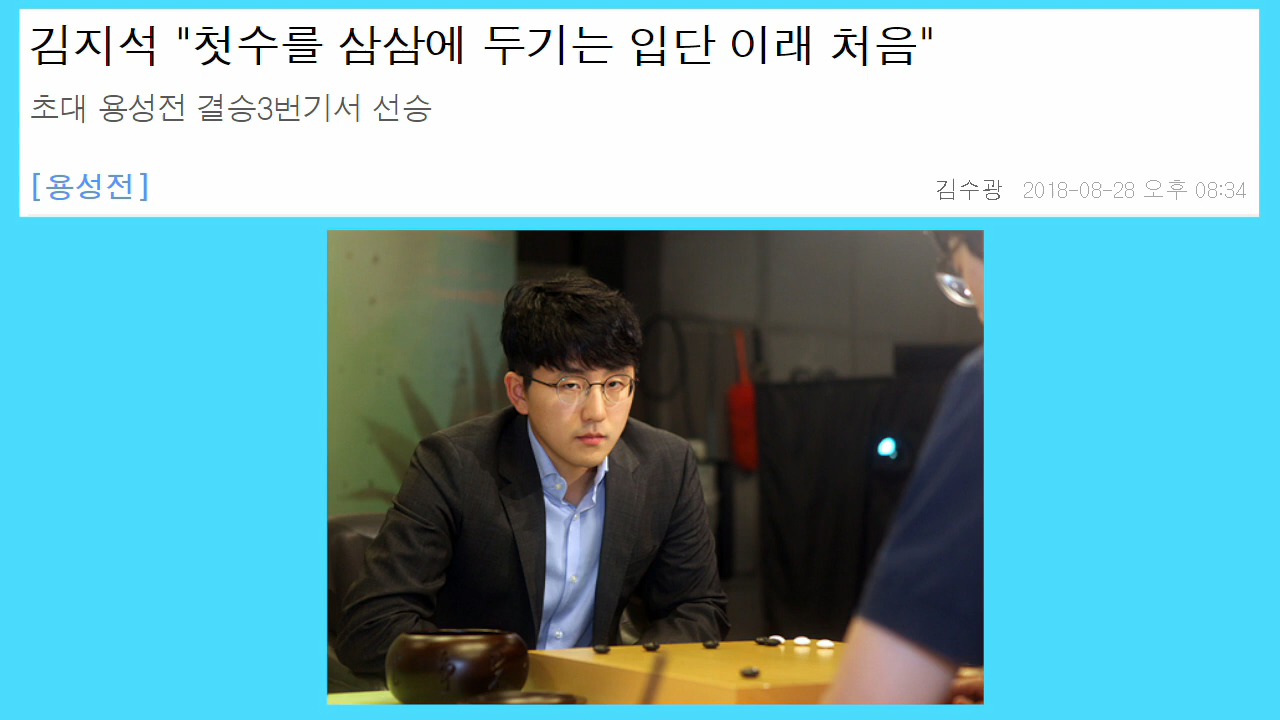 김지석 "첫수를 삼삼에 두기는 입단 이래 처음"
초대 용성전 결승3번기서 선승
[용성전]
김수광 2018-08-28 오후 08:34